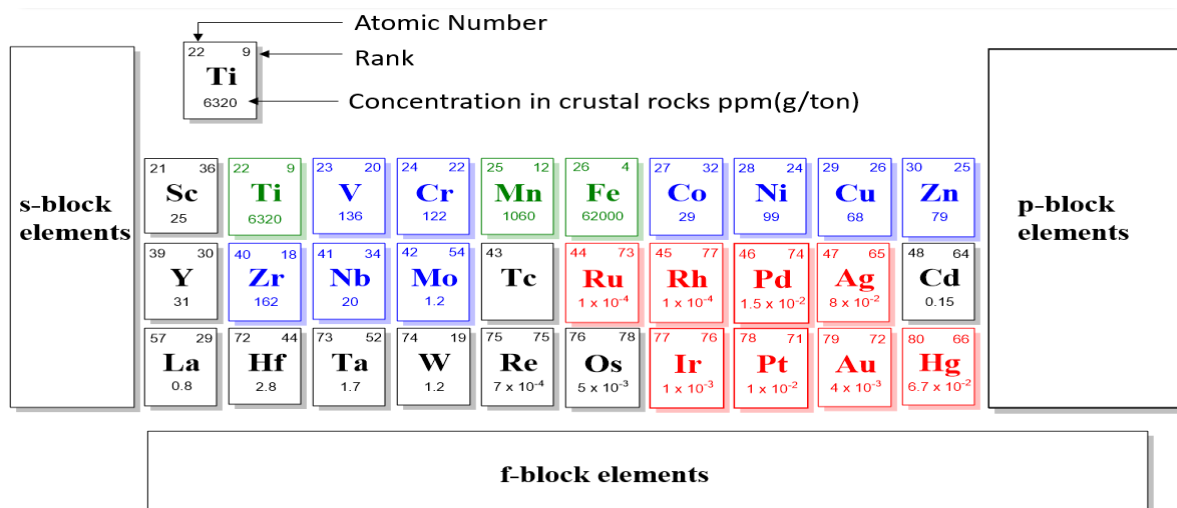 Atomic Number
22 9
Rank
Ti
6320
Concentration in crustal rocks ppm(g/ton)
s-block
elements
21 36
Sc
25
22 9
Ti
6320
23 20
V
136
24 22
Cr
122
25 12
Mn
1060
26 4
Fe
62000
27 32
Co
29
28 24
Ni
99
29 26
Cu
68
30 25
Zn
79
p-block
elements
39 30
Y
31
40 18
Zr
162
41 34
Nb
20
42 54
Mo
1.2
43
Tc
44 73
Ru
1 x 10⁻⁴
45 77
Rh
1 x 10⁻⁴
46 74
Pd
1.5 x 10⁻²
47 65
Ag
8 x 10⁻²
48 64
Cd
0.15
57 29
La
0.8
72 44
Hf
2.8
73 52
Ta
1.7
74 19
W
1.2
75 75
Re
7 x 10⁻⁴
76 78
Os
5 x 10⁻³
77 76
Ir
1 x 10⁻³
78 71
Pt
1 x 10⁻²
79 72
Au
4 x 10⁻³
80 66
Hg
6.7 x 10⁻²
f-block elements